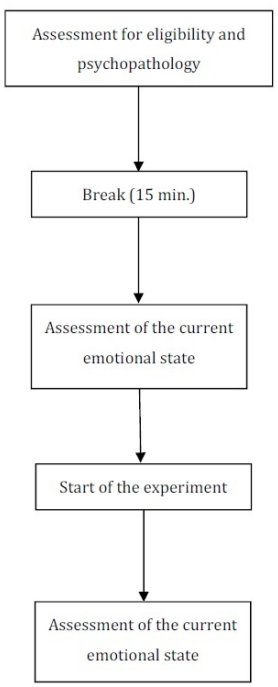 Assessment for eligibility and
psychopathology
Break (15 min.)
Assessment of the current
emotional state
Start of the experiment
Assessment of the current
emotional state